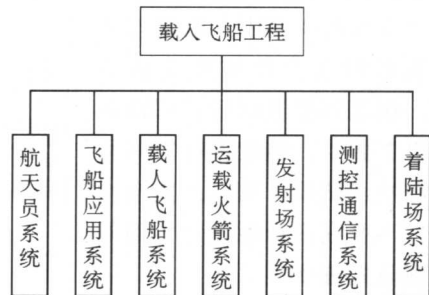 载人飞船工程
航天员系统
飞船应用系统
载人飞船系统
运载火箭系统
发射场系统
测控通信系统
着陆场系统